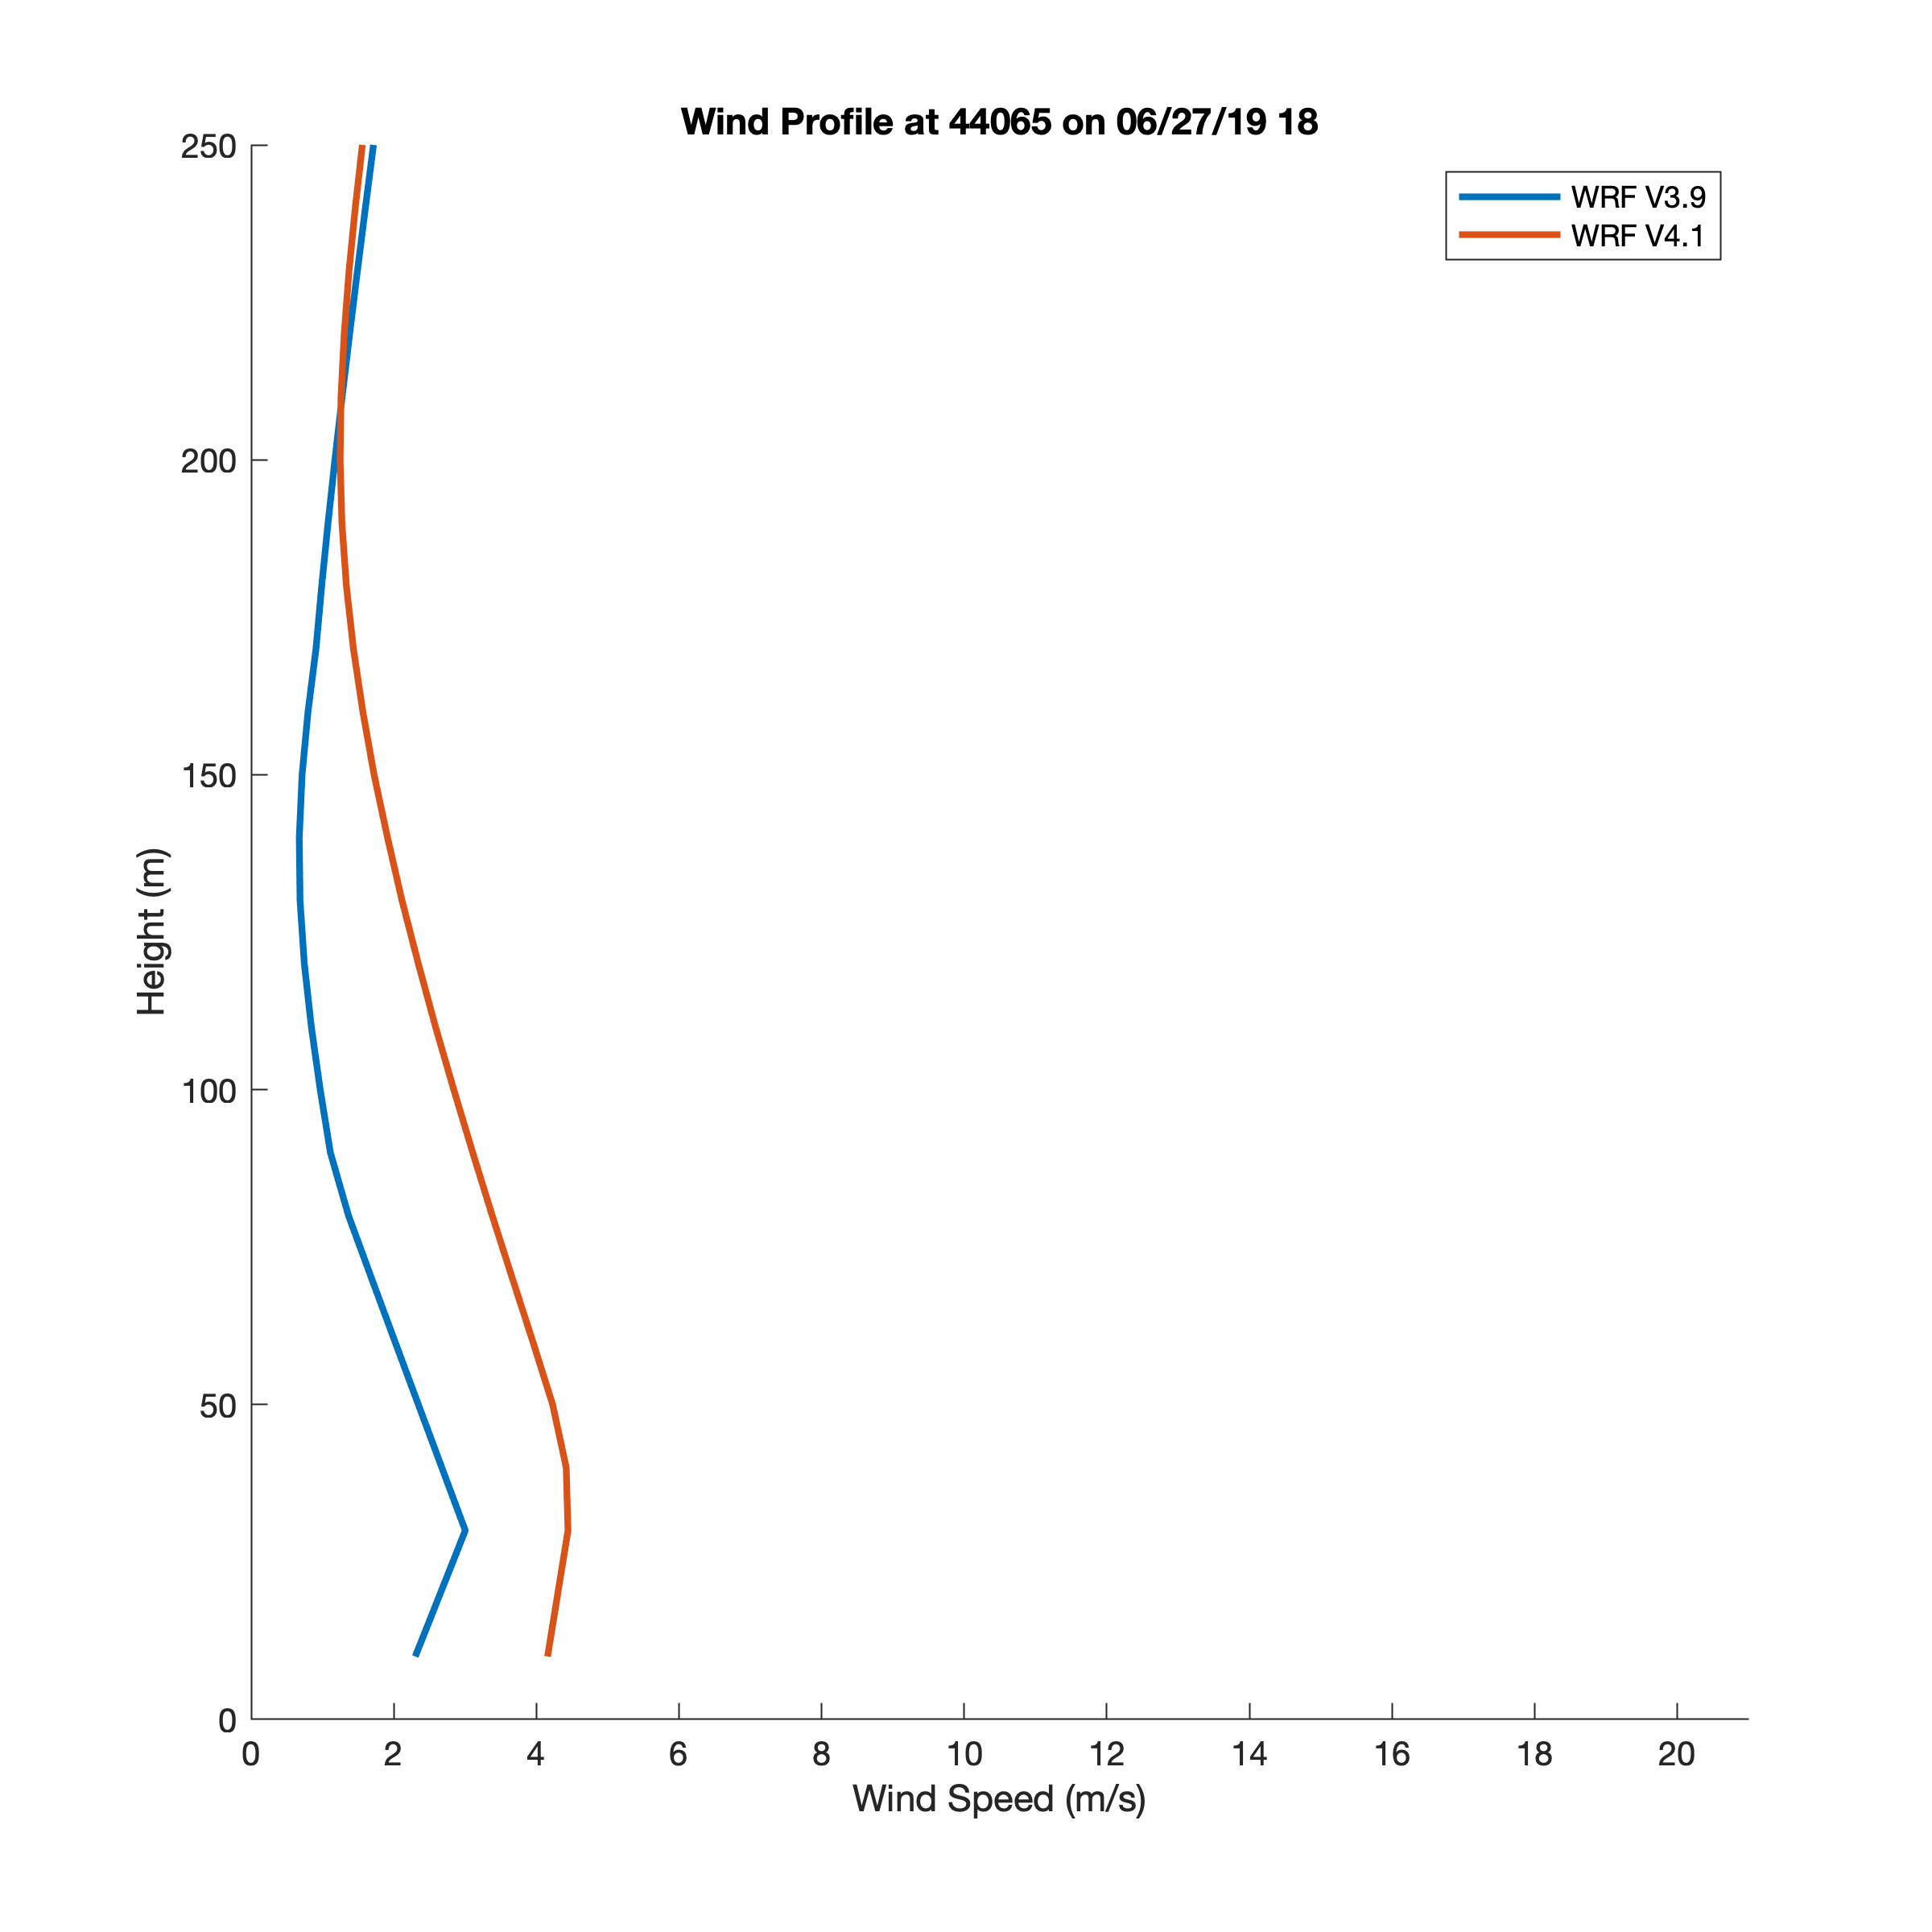 Wind Profile at 44065 on 06/27/19 18
250
200
150
100
50
0
Height (m)
WRF V3.9
WRF V4.1
0 2 4 6 8 10 12 14 16 18 20
Wind Speed (m/s)